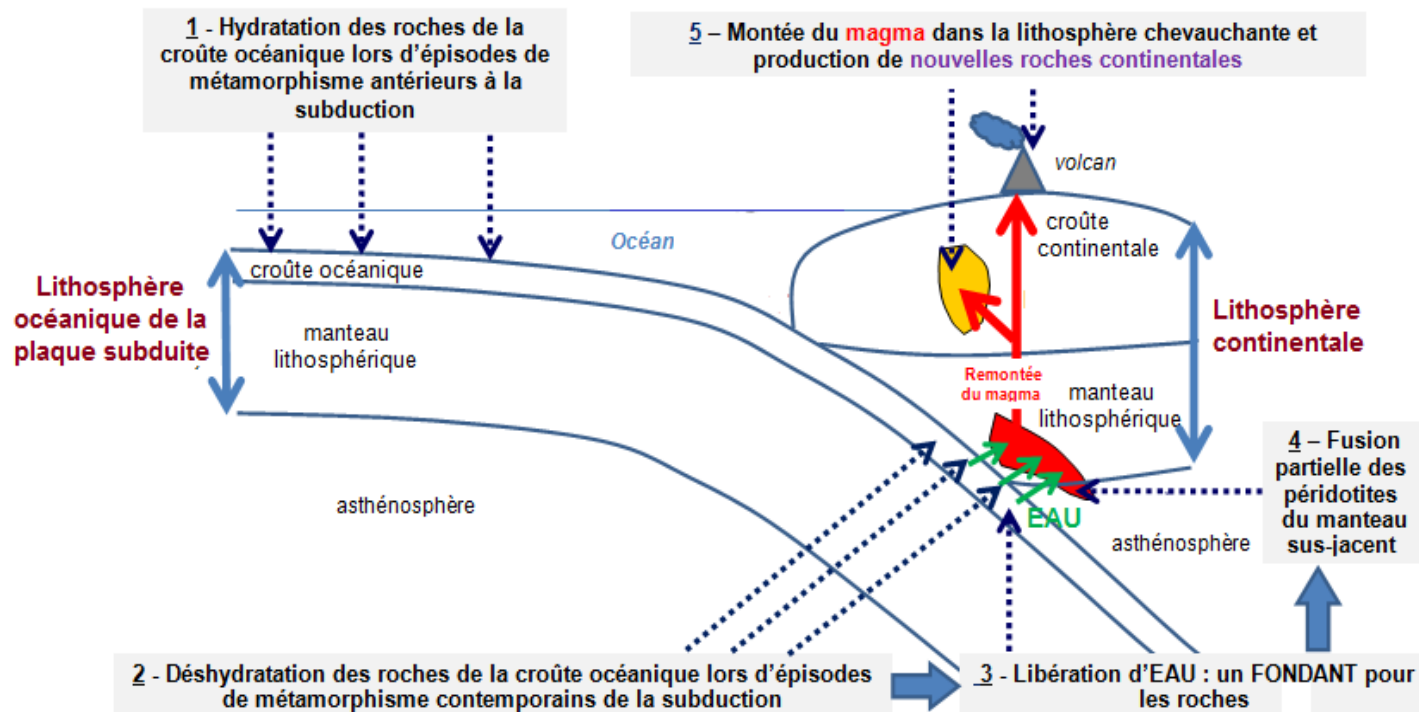 1 - Hydratation des roches de la
croûte océanique lors d'épisodes de
métamorphisme antérieurs à la
subduction
5 – Montée du magma dans la lithosphère chevauchante et
production de nouvelles roches continentales
volcan
Océan
croûte
continentale
croûte océanique
Lithosphère
océanique de la
plaque subduite
manteau
lithosphérique
Lithosphère
continentale
Remontée
du magma
manteau
lithosphérique
4 – Fusion
partielle des
péridotites
du manteau
sus-jacent
asthénosphère
EAU
asthénosphère
2 - Déshydratation des roches de la croûte océanique lors d'épisodes
de métamorphisme contemporains de la subduction
3 - Libération d'EAU : un FONDANT pour
les roches